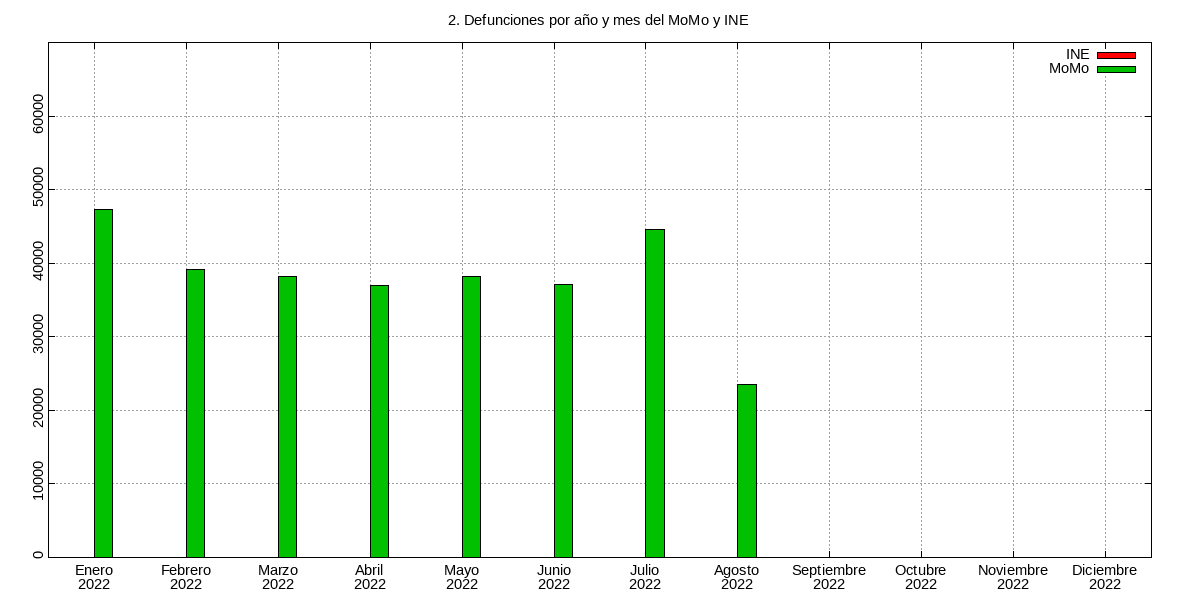 2. Defunciones por año y mes del MoMo y INE
INE
MoMo
60000
50000
40000
30000
20000
10000
0
Enero Febrero Marzo Abril Mayo Junio Julio Agosto Septiembre Octubre Noviembre Diciembre
2022 2022 2022 2022 2022 2022 2022 2022 2022 2022 2022 2022